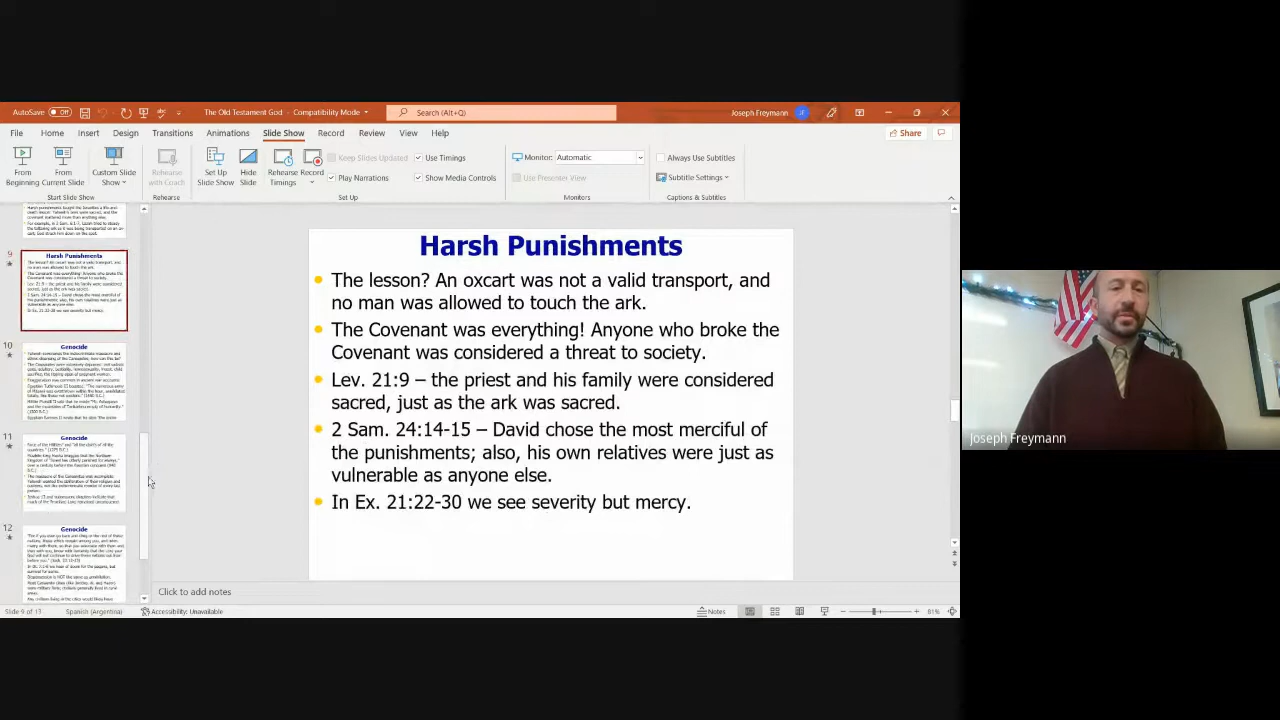 AutoSave Off
The Old Testament God - Compatibility Mode
Search (Alt+Q)
Joseph Freymann
File Home Insert Design Transitions Animations Slide Show Record Review View Help
Share
From Beginning
From Current Slide
Custom Slide Show
Rehearse with Coach
Set Up Slide Show
Hide Slide
Rehearse Timings
Record
Keep Slides Updated
Play Narrations
Use Timings
Show Media Controls
Monitor: Automatic
Use Presenter View
Always Use Subtitles
Subtitle Settings
Start Slide Show
Rehearse
Set Up
Monitors
Captions & Subtitles
9
Harsh Punishments
10
Genocide
11
Genocide
12
Genocide
Harsh Punishments
The lesson? An oxcart was not a valid transport, and
no man was allowed to touch the ark.
The Covenant was everything! Anyone who broke the
Covenant was considered a threat to society.
Lev. 21:9 – the priest and his family were considered
sacred, just as the ark was sacred.
2 Sam. 24:14-15 – David chose the most merciful of
the punishments; also, his own relatives were just as
vulnerable as anyone else.
In Ex. 21:22-30 we see severity but mercy.
Click to add notes
Slide 9 of 13
Spanish (Argentina)
Accessibility: Unavailable
Notes
81%
Joseph Freymann